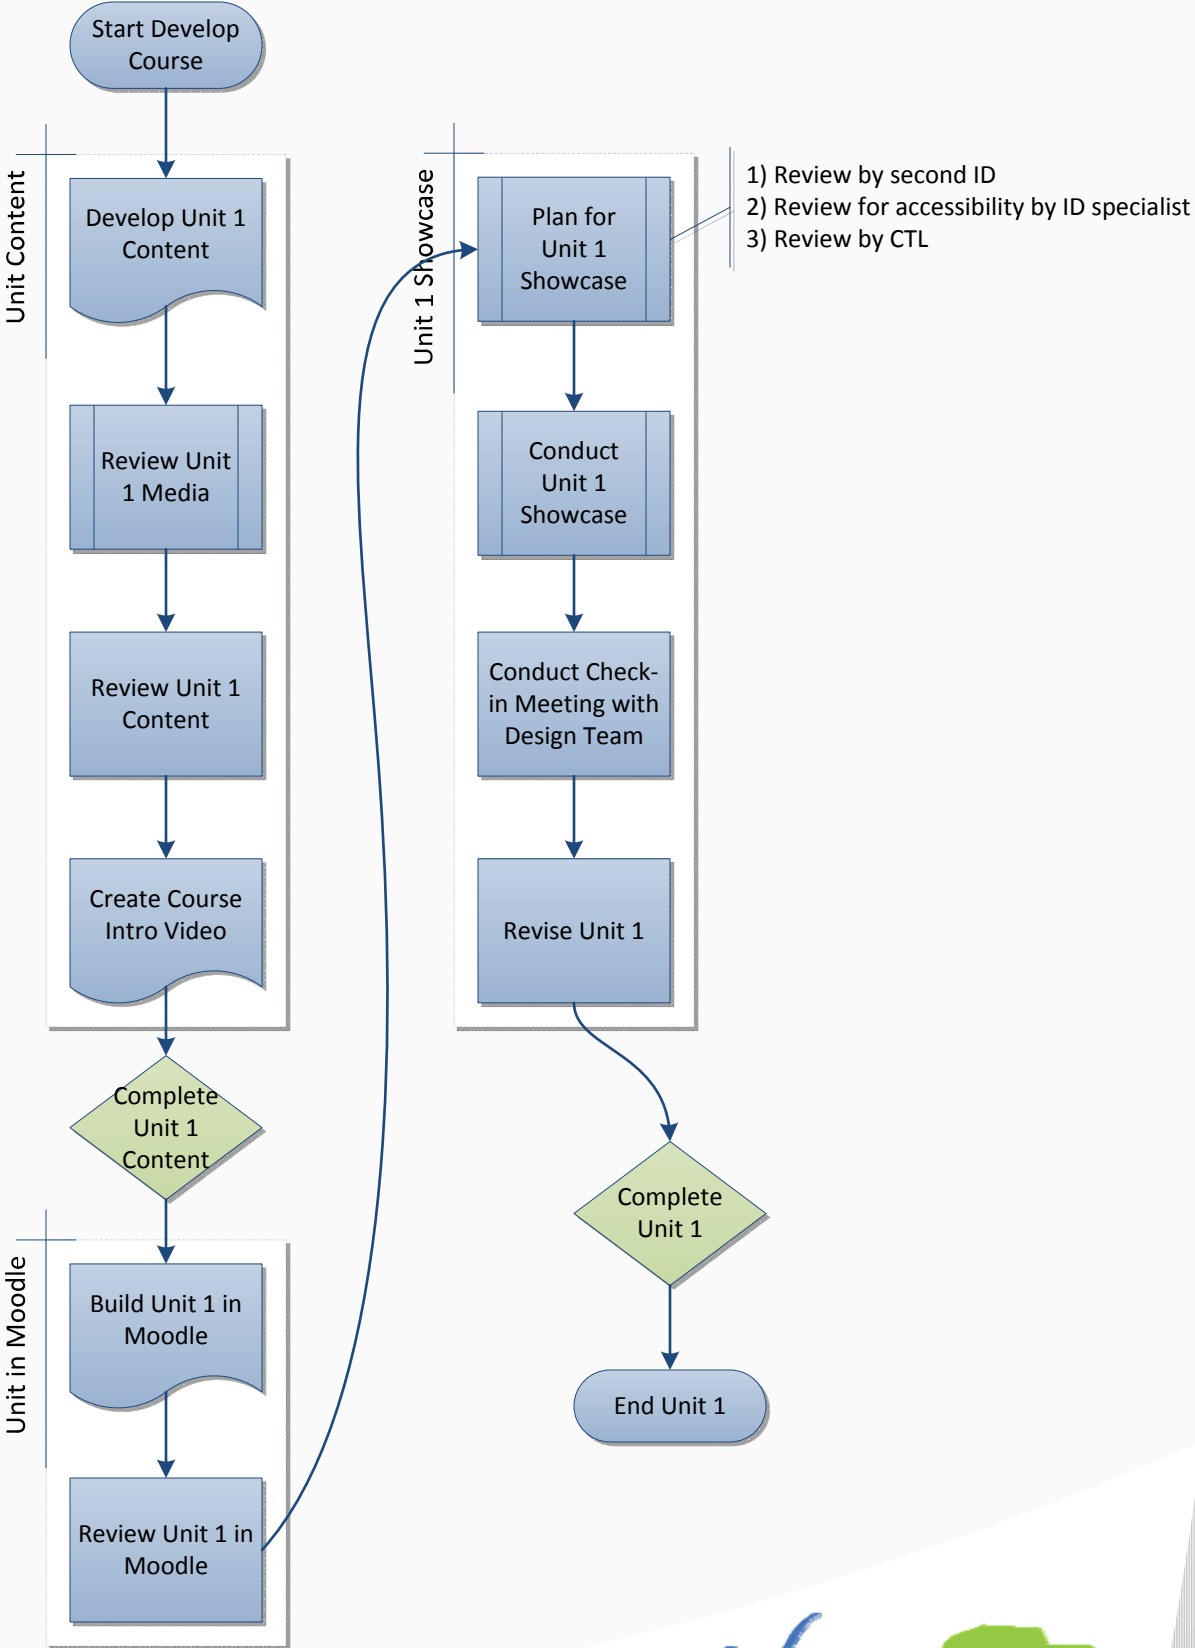 Start Develop
Course
Unit Content
Develop Unit 1
Content
Review Unit
1 Media
Review Unit 1
Content
Create Course
Intro Video
Complete
Unit 1
Content
Unit in Moodle
Build Unit 1 in
Moodle
Review Unit 1 in
Moodle
Unit 1 Showcase
Plan for
Unit 1
Showcase
1) Review by second ID
2) Review for accessibility by ID specialist
3) Review by CTL
Conduct
Unit 1
Showcase
Conduct Check-
in Meeting with
Design Team
Revise Unit 1
Complete
Unit 1
End Unit 1